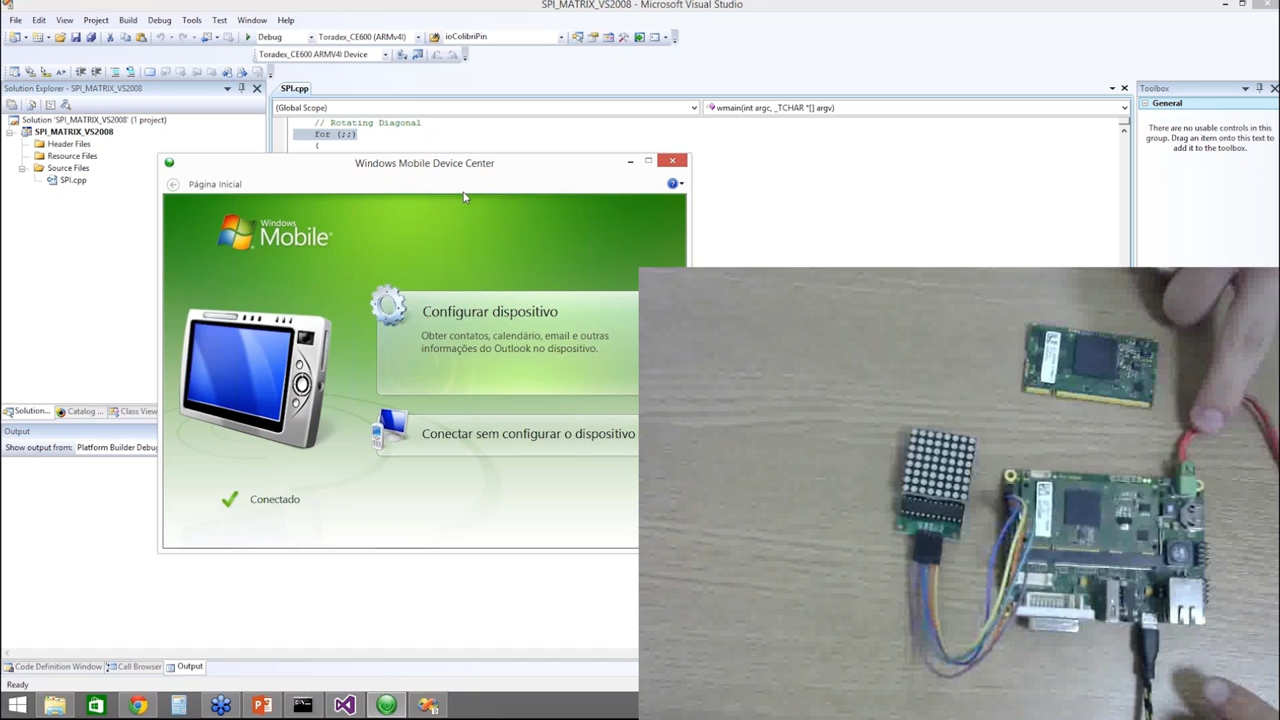 SPI_MATRIX_VS2008 - Microsoft Visual Studio
File Edit View Project Build Debug Tools Test Window Help
Debug Toradex_CE600 (ARMv4I) ioColibriPin
Toradex_CE600 ARMV4I Device
Solution Explorer - SPI_MATRIX_VS2008
SPI.cpp
Toolbox
(Global Scope)
wmain(int argc, _TCHAR *[] argv)
General
Solution 'SPI_MATRIX_VS2008' (1 project)
SPI_MATRIX_VS2008
Header Files
Resource Files
Source Files
SPI.cpp
// Rotating Diagonal
for (;;)
{
There are no usable controls in this
group. Drag an item onto this text to
add it to the toolbox.
Windows Mobile Device Center
Página Inicial
Windows
Mobile
Configurar dispositivo
Obter contatos, calendário, email e outras
informações do Outlook no dispositivo.
Conectar sem configurar o dispositivo
Conectado
Solution... Catalog ... Class View
Output
Show output from: Platform Builder Debu
Code Definition Window Call Browser Output
Ready